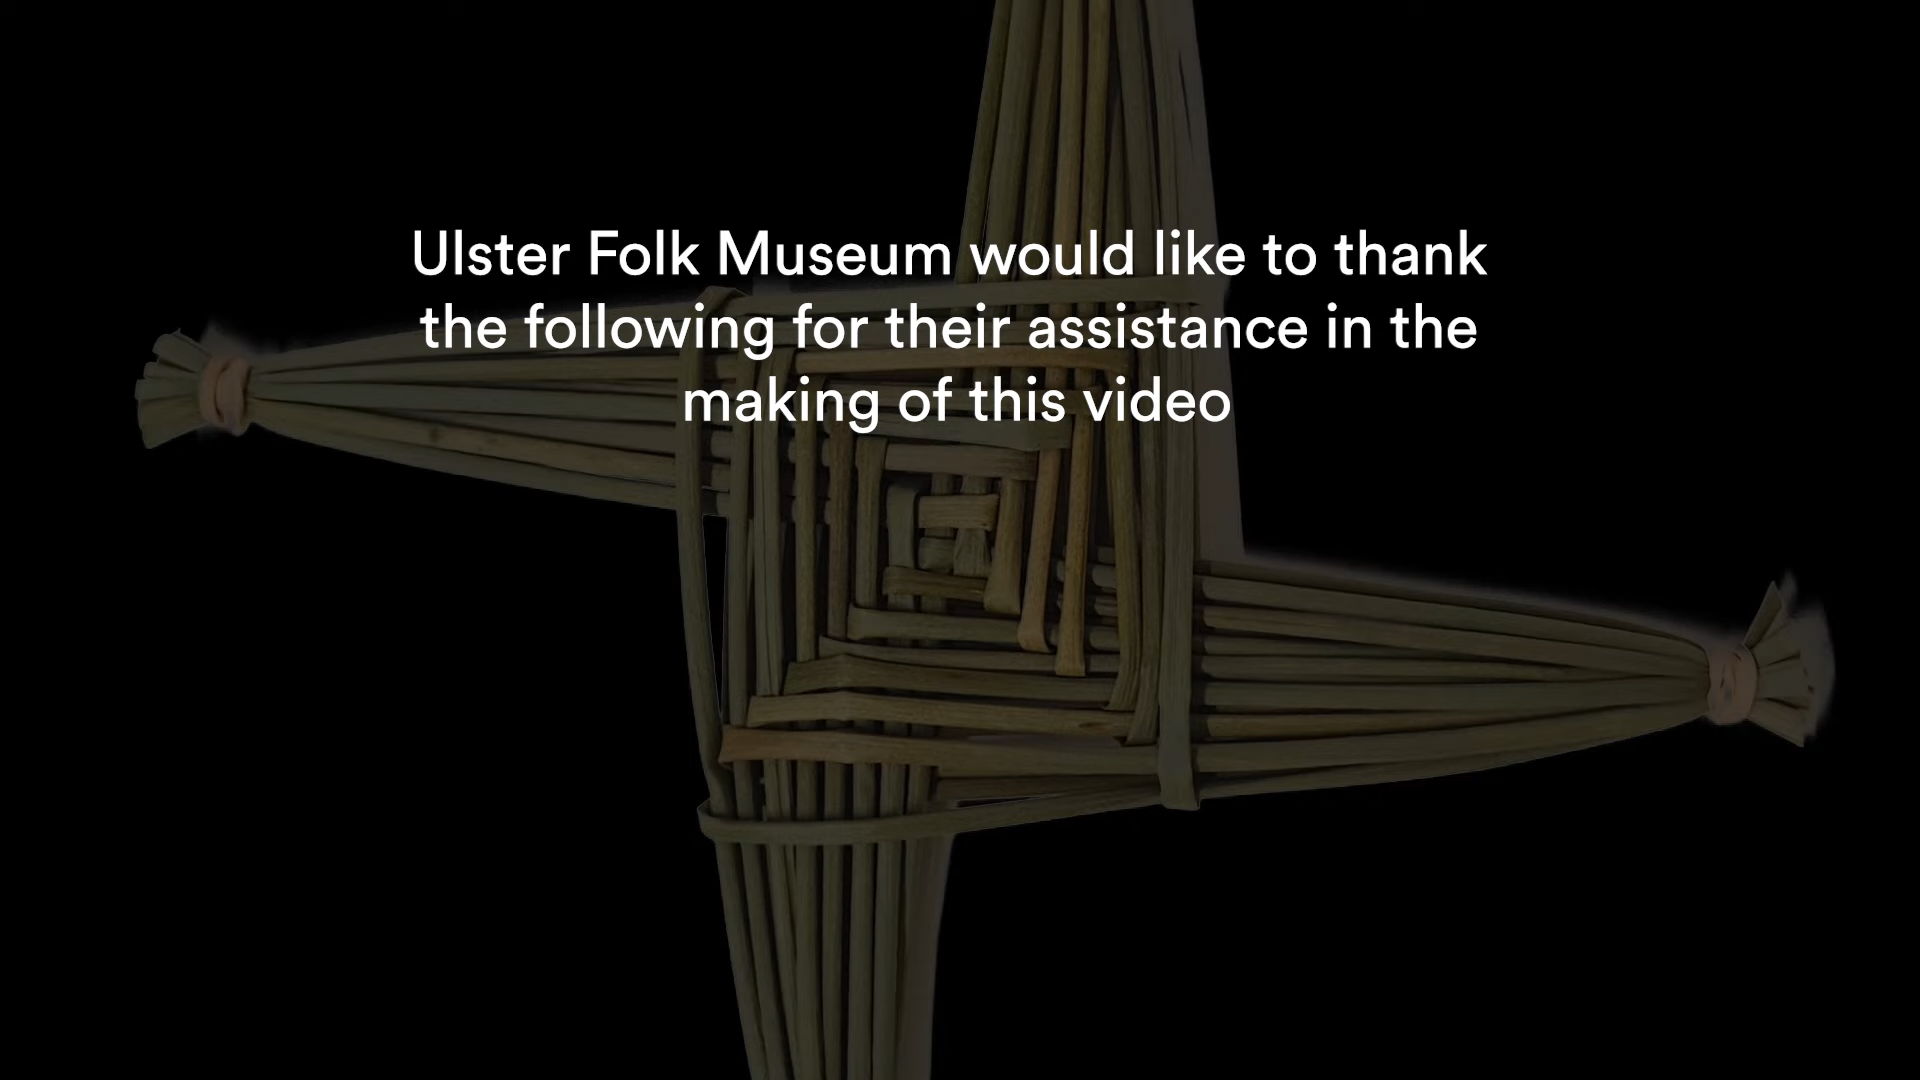 Ulster Folk Museum would like to thank
the following for their assistance in the
making of this video